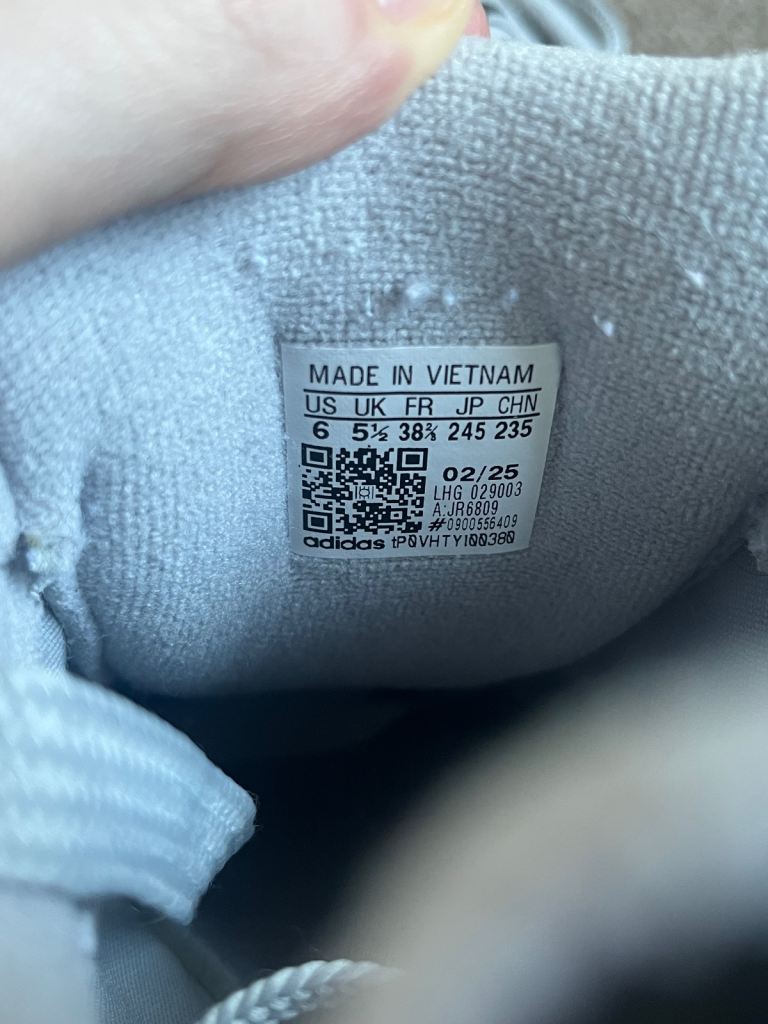 MADE IN VIETNAM
US UK FR JP CHN
6 5½ 38⅔ 245 235
02/25
LHG 029003
A:JR6809
#0900556409
adidas tP0VHTY100380